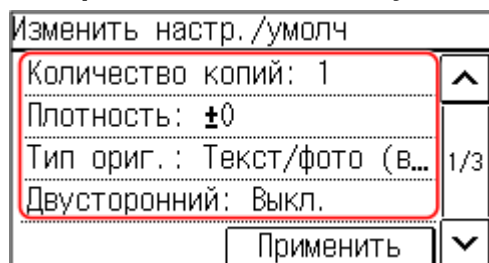 Изменить настр./умолч
Количество копий: 1
Плотность: ±0
Тип ориг.: Текст/фото (в...
1/3
Двусторонний: Выкл.
Применить